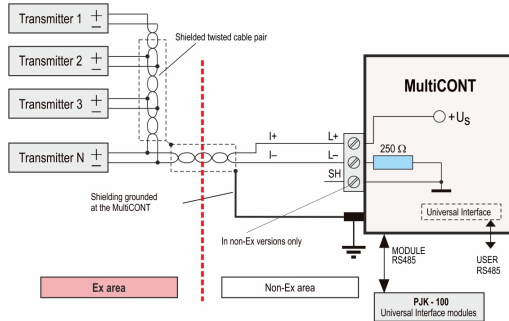 Transmitter 1 + −
Transmitter 2 + −
Transmitter 3 + −
Transmitter N + −
Shielded twisted cable pair
Shielding grounded
at the MultiCONT
I+
I–
L+
L–
SH
In non-Ex versions only
MultiCONT
+US
250 Ω
Universal Interface
MODULE
RS485
USER
RS485
PJK - 100
Universal Interface modules
Ex area
Non-Ex area